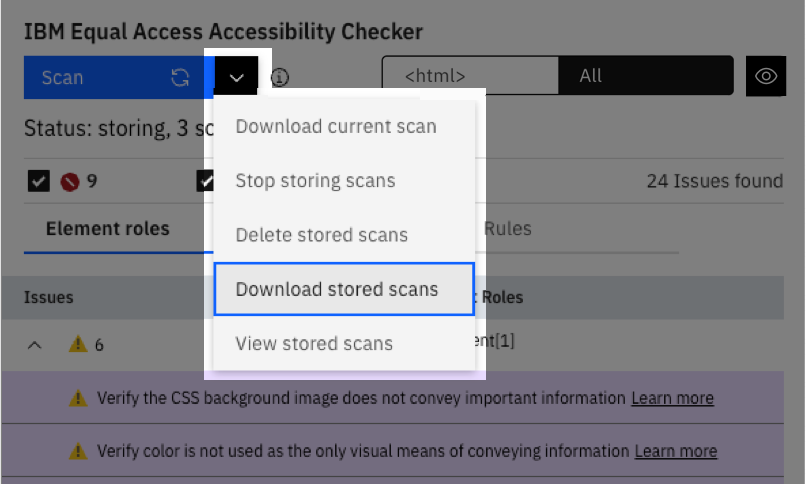 IBM Equal Access Accessibility Checker
Scan
<html>
All
Status: storing, 3 sc
Download current scan
Stop storing scans
9
24 Issues found
Delete stored scans
Element roles
Rules
Download stored scans
Issues
Roles
View stored scans
6
ent[1]
Verify the CSS background image does not convey important information Learn more
Verify color is not used as the only visual means of conveying information Learn more